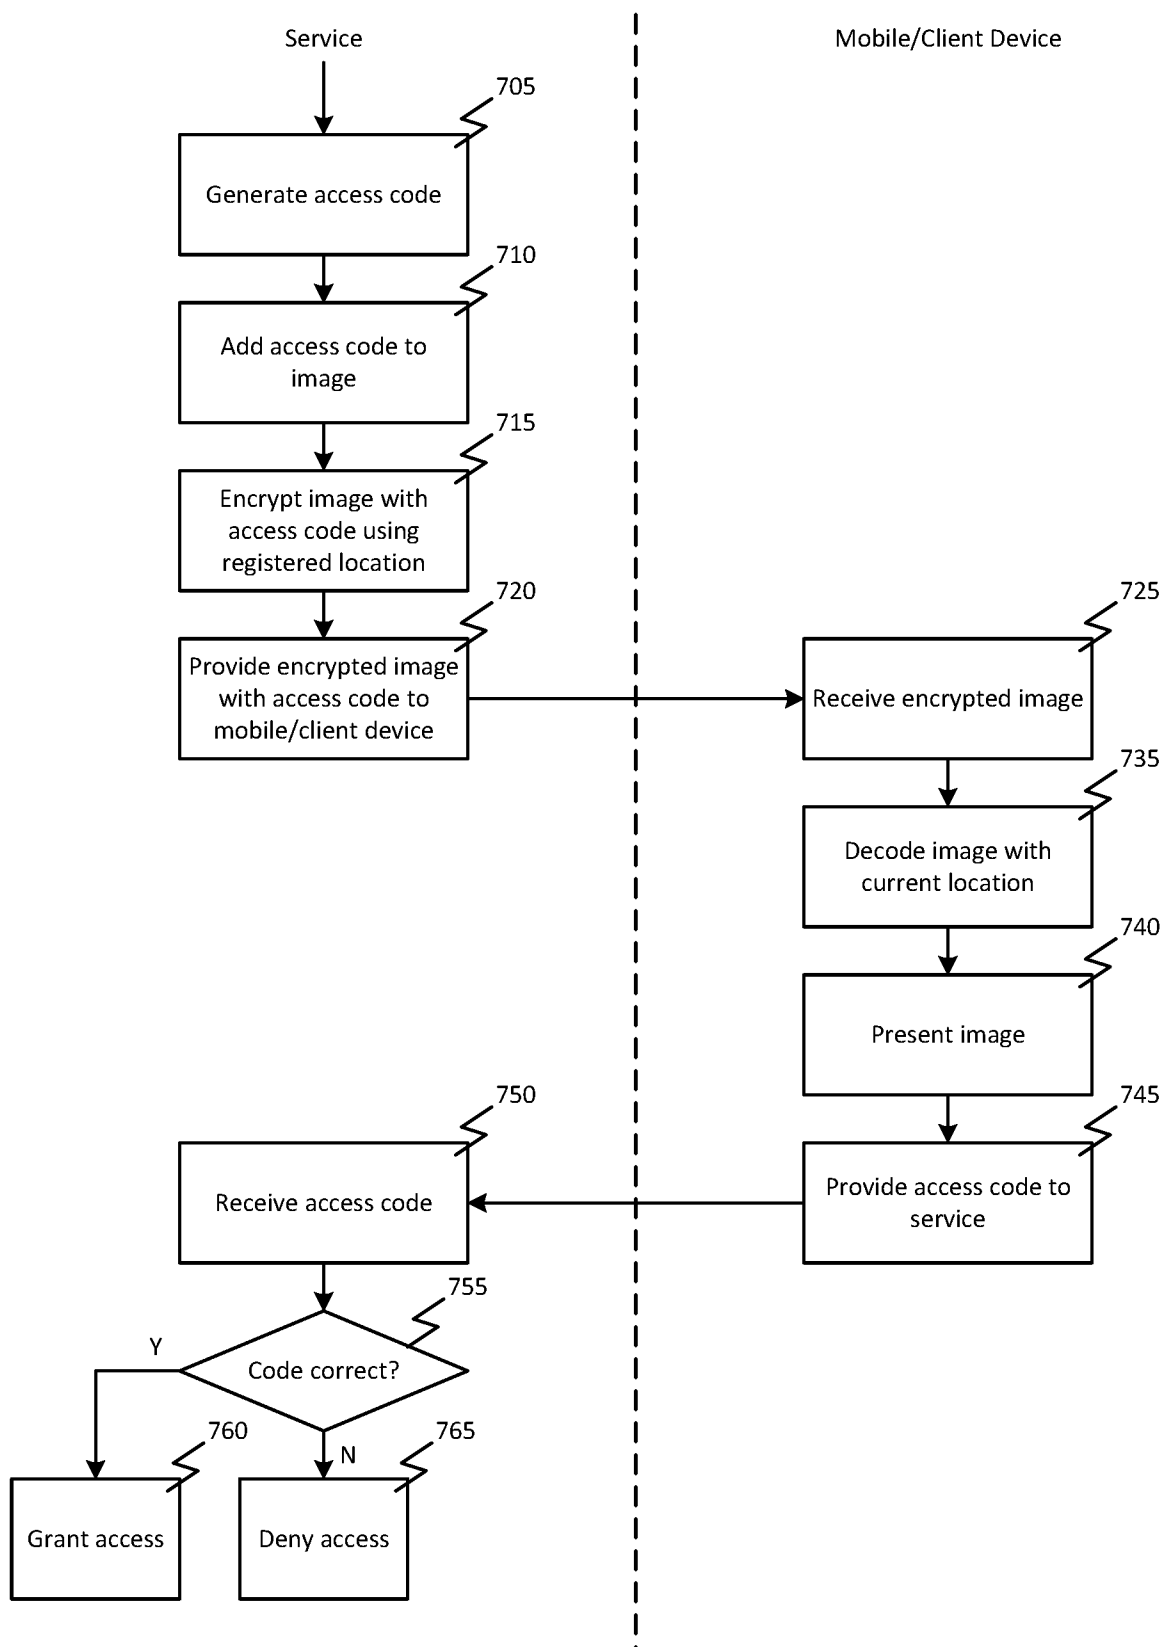 Service
Mobile/Client Device
705
Generate access code
710
Add access code to
image
715
Encrypt image with
access code using
registered location
720
Provide encrypted image
with access code to
mobile/client device
725
Receive encrypted image
735
Decode image with
current location
740
Present image
745
Provide access code to
service
750
Receive access code
755
Code correct?
Y
N
760
Grant access
765
Deny access